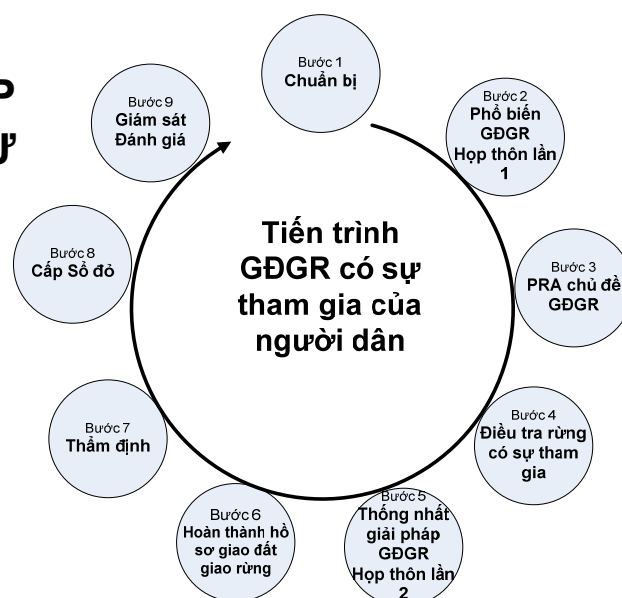 Bước 1
Chuẩn bị
Bước 2
Phổ biến
GĐGR
Họp thôn lần
1
Bước 3
PRA chủ đề
GĐGR
Bước 4
Điều tra rừng
có sự tham
gia
Bước 5
Thống nhất
giải pháp
GĐGR
Họp thôn lần
2
Bước 6
Hoàn thành hồ
sơ giao đất
giao rừng
Bước 7
Thẩm định
Bước 8
Cấp Sổ đỏ
Bước 9
Giám sát
Đánh giá
Tiến trình
GĐGR có sự
tham gia của
người dân